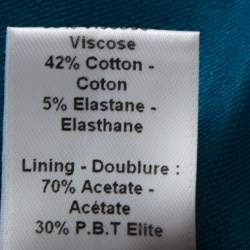 Viscose
42% Cotton -
Coton
5% Elastane -
Elasthane
Lining - Doublure :
70% Acetate -
Acétate
30% P.B.T Elite